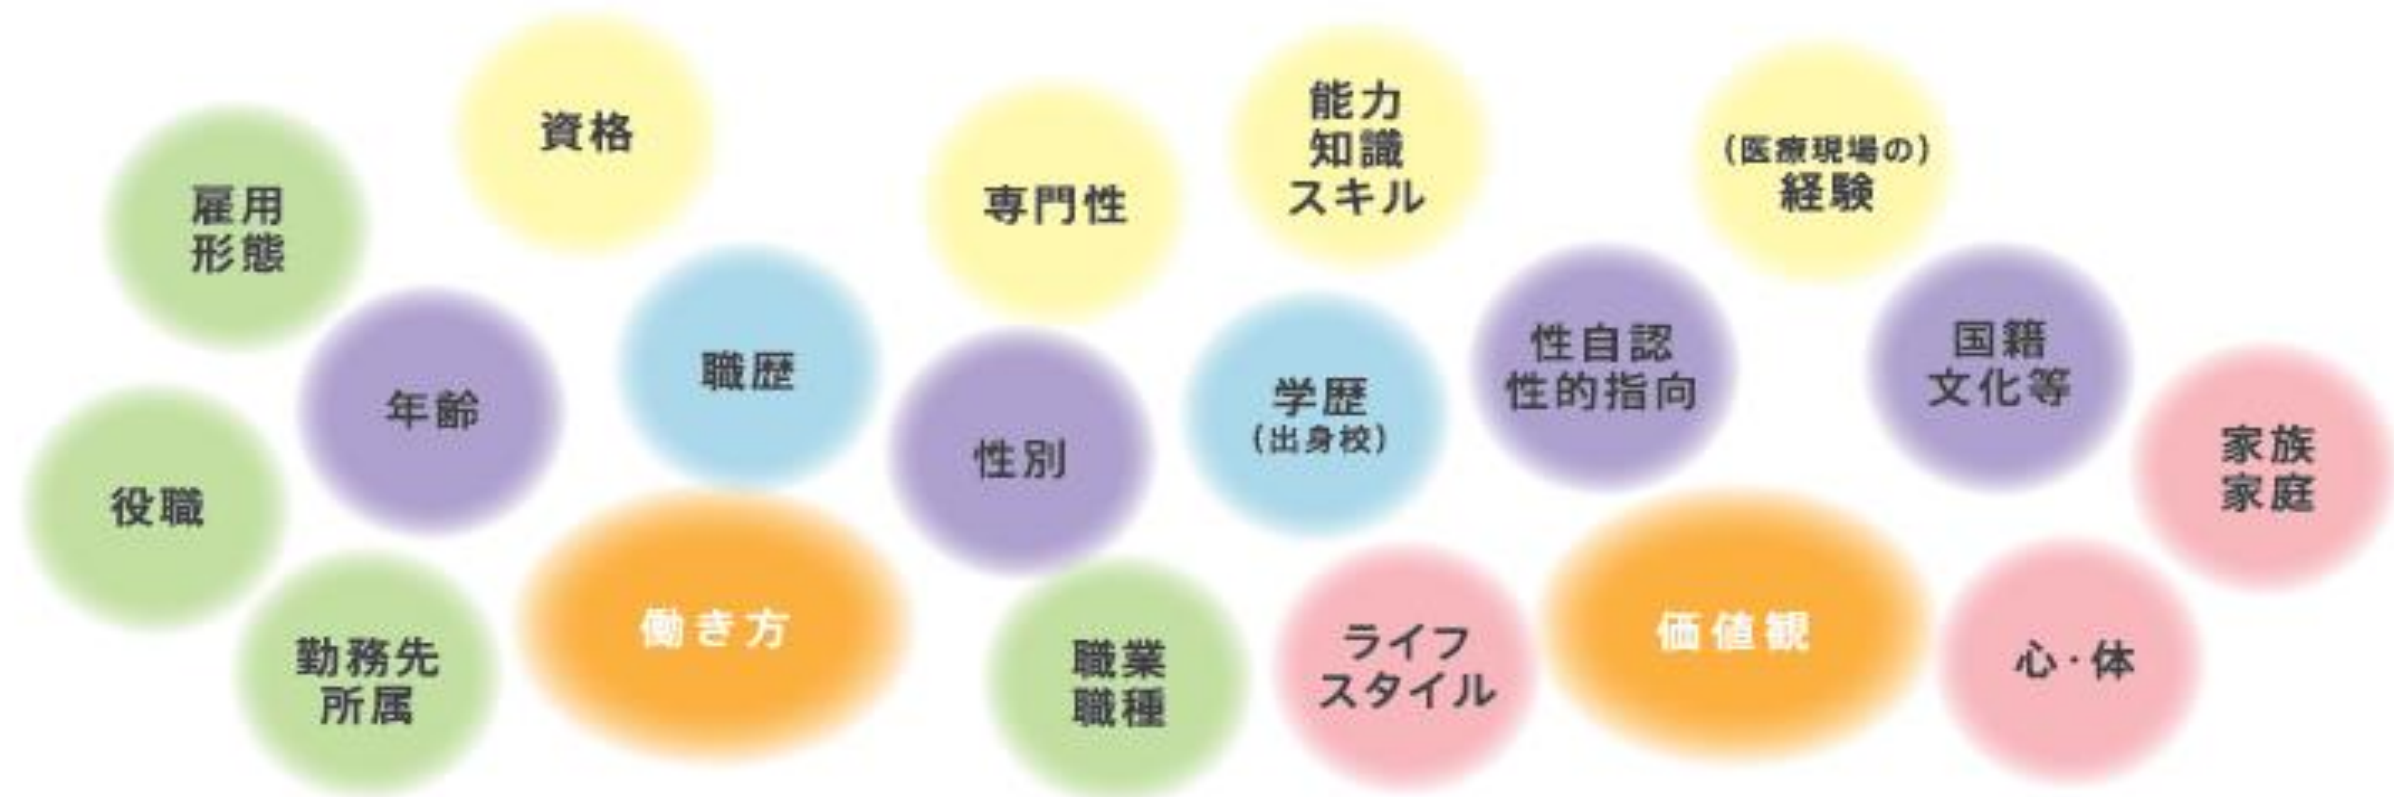 資格
能力
知識
スキル
(医療現場の)
経験
雇用
形態
専門性
職歴
性自認
性的指向
国籍
文化等
年齢
学歴
(出身校)
性別
家族
家庭
役職
働き方
価値観
勤務先
所属
職業
職種
ライフ
スタイル
心・体